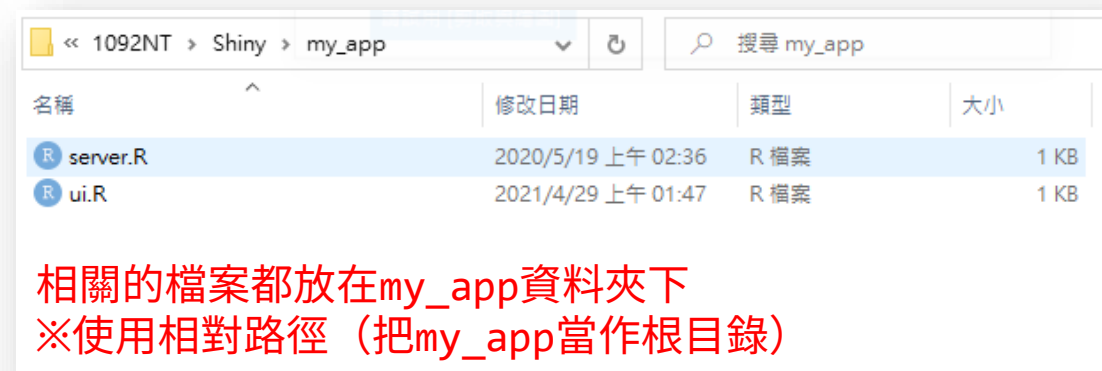 « 1092NT > Shiny > my_app 搜尋 my_app
名稱 修改日期 類型 大小
R server.R 2020/5/19 上午 02:36 R 檔案 1 KB
R ui.R 2021/4/29 上午 01:47 R 檔案 1 KB
相關的檔案都放在my_app資料夾下
※使用相對路徑（把my_app當作根目錄）